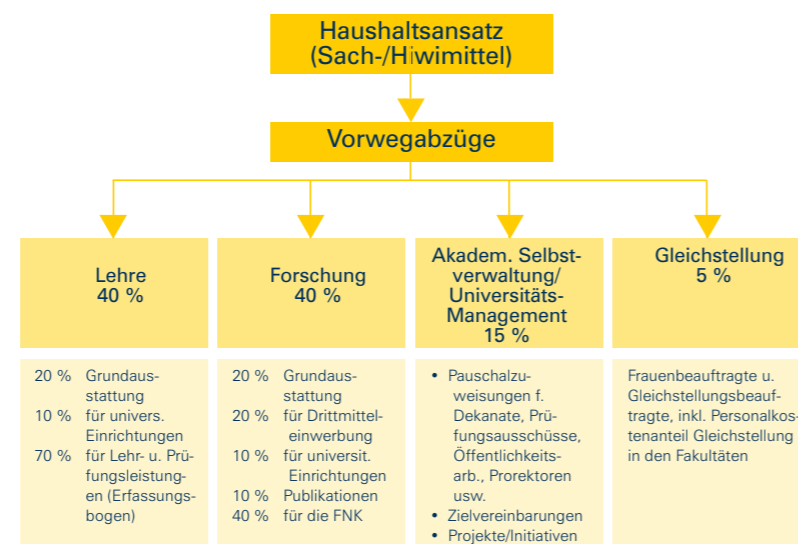 Haushaltsansatz
(Sach-/Hiwimittel)
Vorwegabzüge
Lehre
40 %
Forschung
40 %
Akadem. Selbst-
verwaltung/
Universitäts-
Management
15 %
Gleichstellung
5 %
20 % Grundaus-
stattung
10 % für univers.
Einrichtungen
70 % für Lehr- u. Prü-
fungsleistung-
en (Erfassungs-
bogen)
20 % Grundaus-
stattung
20 % für Drittmittel-
einwerbung
10 % für universit.
Einrichtungen
10 % Publikationen
40 % für die FNK
• Pauschalzu-
weisungen f.
Dekanate, Prü-
fungsausschüsse,
Öffentlichkeits-
arb., Prorektoren
usw.
• Zielvereinbarungen
• Projekte/Initiativen
Frauenbeauftragte u.
Gleichstellungsbeauf-
tragte, inkl. Personalkos-
tenanteil Gleichstellung
in den Fakultäten